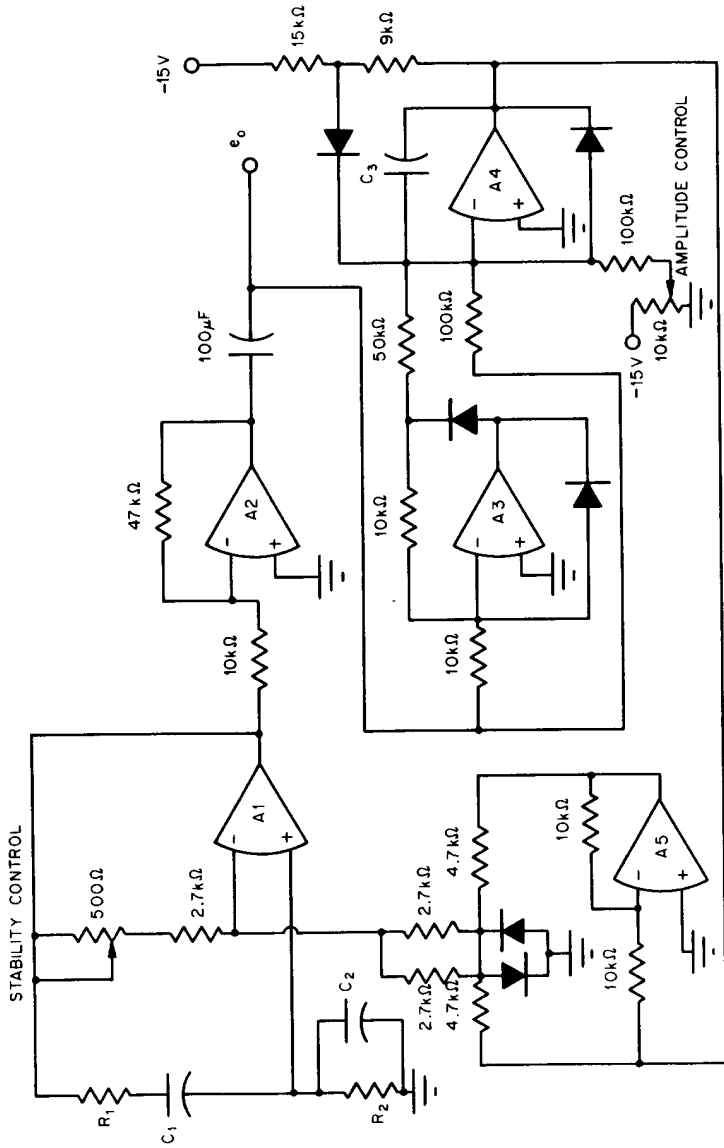 STABILITY CONTROL
500Ω
2.7kΩ
R1
C1
R2
C2
A1
-
+
10kΩ
47kΩ
A2
-
+
100μF
e₀
-15V
15kΩ
9kΩ
C3
A4
-
+
50kΩ
100kΩ
100kΩ
10kΩ
-15V
AMPLITUDE CONTROL
10kΩ
10kΩ
A3
-
+
2.7kΩ
2.7kΩ
4.7kΩ
4.7kΩ
10kΩ
10kΩ
A5
-
+